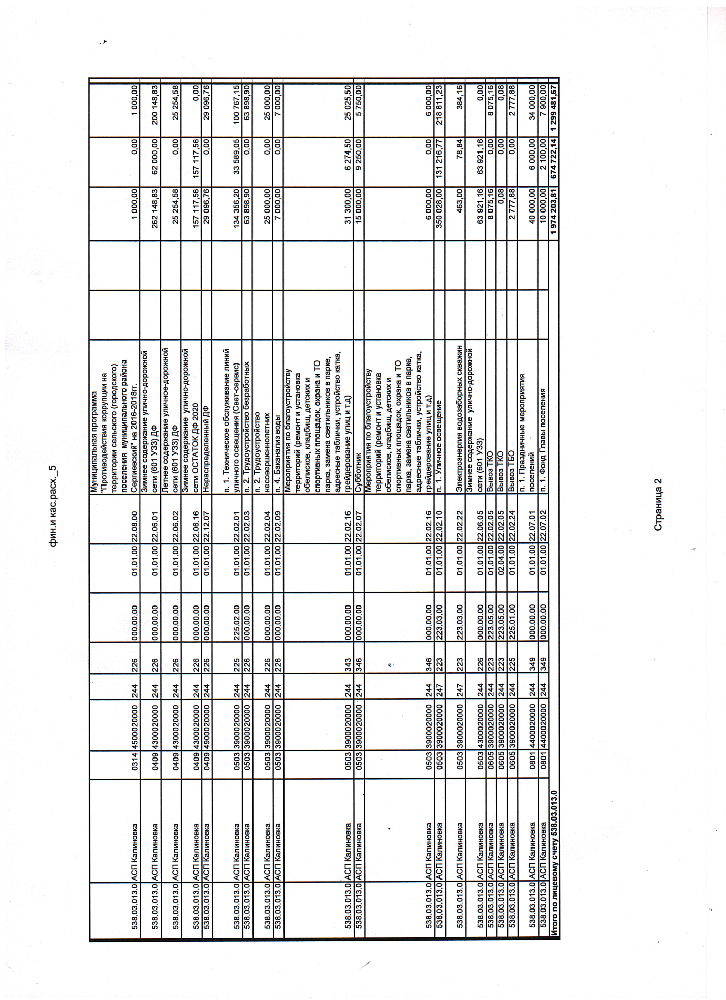 фин.и кас.расх._5
538.03.013.0 АСП Калиновка 0314 4500020000 244 226 000.00.00 01.01.00 22.08.00 Муниципальная программа
"Противодействия коррупции на
территории сельского (городского)
поселения муниципального района
Сергиевский" на 2016-2018гг. 1 000,00 0,00 1 000,00
538.03.013.0 АСП Калиновка 0409 4300020000 244 226 000.00.00 01.01.00 22.06.01 Зимнее содержание улично-дорожной
сети (601 УЗЗ) ДФ 262 148,83 62 000,00 200 148,83
538.03.013.0 АСП Калиновка 0409 4300020000 244 226 000.00.00 01.01.00 22.06.02 Летнее содержание уличное-дорожной
сети (601 УЗЗ) ДФ 25 254,58 0,00 25 254,58
538.03.013.0 АСП Калиновка 0409 4300020000 244 226 000.00.00 01.01.00 22.06.16 Зимнее содержание улично-дорожной
сети ОСТАТОК ДФ 2020 157 117,56 157 117,56 0,00
538.03.013.0 АСП Калиновка 0409 4900020000 244 226 000.00.00 01.01.00 22.12.07 Нераспределенный ДФ 29 096,76 0,00 29 096,76
538.03.013.0 АСП Калиновка 0503 3900020000 244 225 225.02.00 01.01.00 22.02.01 п. 1. Техническое обслуживание линий
уличного освещения (Свет-сервис) 134 356,20 33 589,05 100 767,15
538.03.013.0 АСП Калиновка 0503 3900020000 244 226 000.00.00 01.01.00 22.02.03 п. 2. Трудоустройство безработных 63 898,90 0,00 63 898,90
538.03.013.0 АСП Калиновка 0503 3900020000 244 226 000.00.00 01.01.00 22.02.04 п. 2. Трудоустройство
несовершеннолетних 25 000,00 0,00 25 000,00
538.03.013.0 АСП Калиновка 0503 3900020000 244 226 000.00.00 01.01.00 22.02.09 п. 4. Баканализ воды 7 000,00 0,00 7 000,00
538.03.013.0 АСП Калиновка 0503 3900020000 244 343 000.00.00 01.01.00 22.02.16 Мероприятия по благоустройству
территорий (ремонт и установка
обелисков, кладбищ, детских и
спортивных площадок, охрана и ТО
парка, замена светильников в парке,
адресные таблички, устройство катка,
грейдерование улиц и т.д) 31 300,00 6 274,50 25 025,50
538.03.013.0 АСП Калиновка 0503 3900020000 244 346 000.00.00 01.01.00 22.02.07 Субботник 15 000,00 9 250,00 5 750,00
538.03.013.0 АСП Калиновка 0503 3900020000 244 346 000.00.00 01.01.00 22.02.16 Мероприятия по благоустройству
территорий (ремонт и установка
обелисков, кладбищ, детских и
спортивных площадок, охрана и ТО
парка, замена светильников в парке,
адресные таблички, устройство катка,
грейдерование улиц и т.д) 6 000,00 0,00 6 000,00
538.03.013.0 АСП Калиновка 0503 3900020000 247 223 223.03.00 01.01.00 22.02.10 п. 1. Уличное освещение 350 028,00 131 216,77 218 811,23
538.03.013.0 АСП Калиновка 0503 3900020000 247 223 223.03.00 01.01.00 22.02.22 Электроэнергия водозаборных скважин 463,00 78,84 384,16
538.03.013.0 АСП Калиновка 0503 4300020000 244 226 000.00.00 01.01.00 22.06.05 Зимнее содержание улично-дорожной
сети (601 УЗЗ) 63 921,16 63 921,16 0,00
538.03.013.0 АСП Калиновка 0605 3900020000 244 223 223.05.00 01.01.00 22.02.05 Вывоз ТКО 8 075,16 0,00 8 075,16
538.03.013.0 АСП Калиновка 0605 3900020000 244 223 223.05.00 02.04.00 22.02.05 Вывоз ТКО 0,08 0,00 0,08
538.03.013.0 АСП Калиновка 0605 3900020000 244 225 225.01.00 01.01.00 22.02.24 Вывоз ТБО 2 777,88 0,00 2 777,88
538.03.013.0 АСП Калиновка 0801 4400020000 244 349 000.00.00 01.01.00 22.07.01 п. 1. Праздничные мероприятия
поселений 40 000,00 6 000,00 34 000,00
538.03.013.0 АСП Калиновка 0801 4400020000 244 349 000.00.00 01.01.00 22.07.02 п. 1. Фонд Главы поселения 10 000,00 2 100,00 7 900,00
Итого по лицевому счету 538.03.013.0 1 974 203,81 674 722,14 1 299 481,67
Страница 2